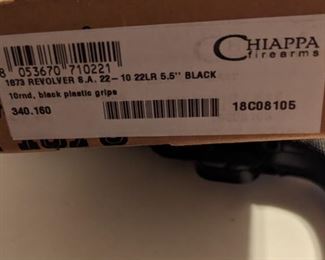 8 053670 710221
CHIAPPA
firearms
1873 REVOLVER S.A. 22-10 22LR 5.5'' BLACK
10rnd, black plastic grips
340.160
18C08105